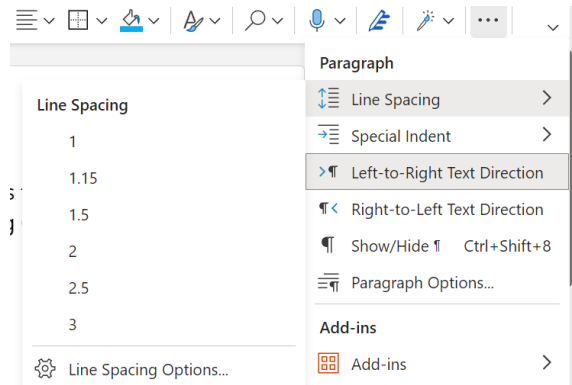 Paragraph
Line Spacing
Special Indent
Left-to-Right Text Direction
Right-to-Left Text Direction
Show/Hide ¶ Ctrl+Shift+8
Paragraph Options...
Add-ins
Add-ins
Line Spacing
1
1.15
1.5
2
2.5
3
Line Spacing Options...